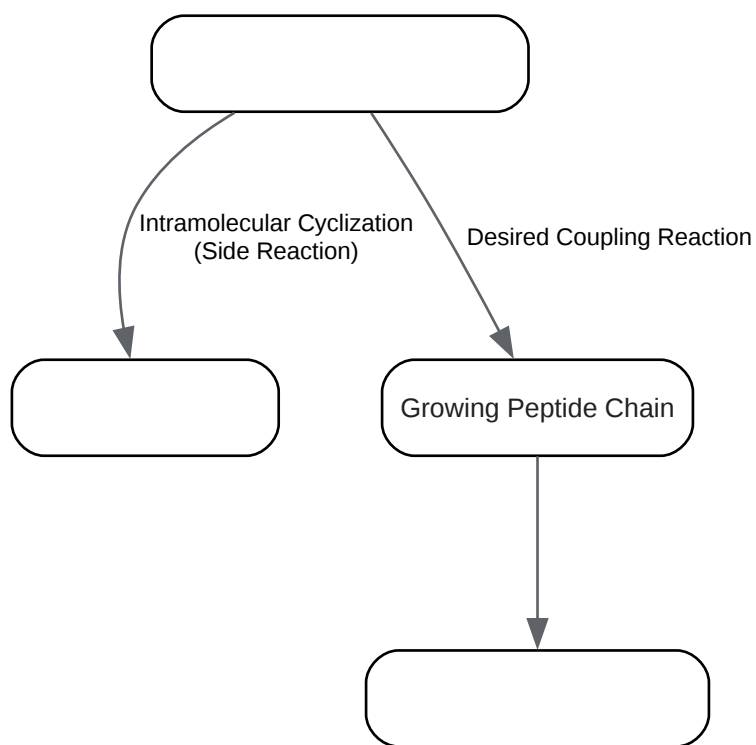 Intramolecular Cyclization
(Side Reaction)
Desired Coupling Reaction
Growing Peptide Chain